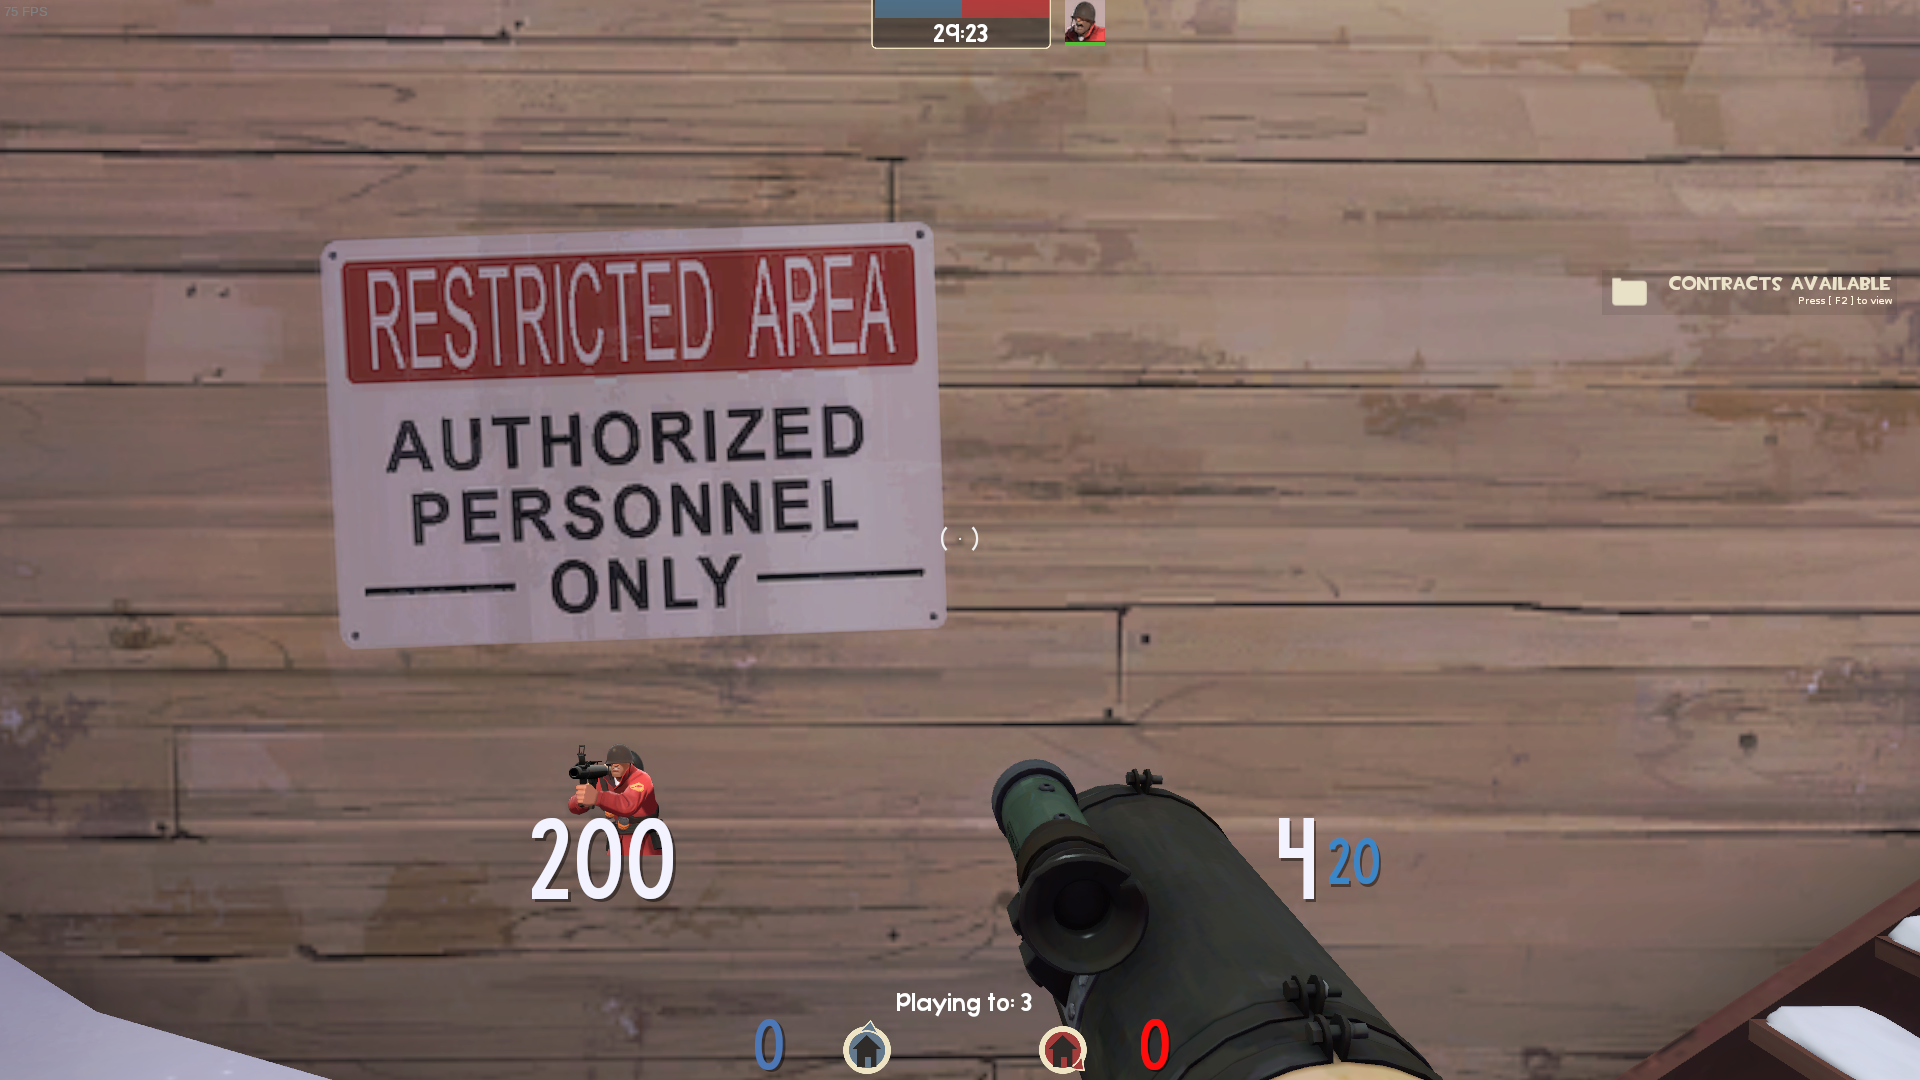 75 FPS
29:23
RESTRICTED AREA
AUTHORIZED
PERSONNEL
ONLY
CONTRACTS AVAILABLE
Press [ F2 ] to view
200
4 20
Playing to: 3
0 0